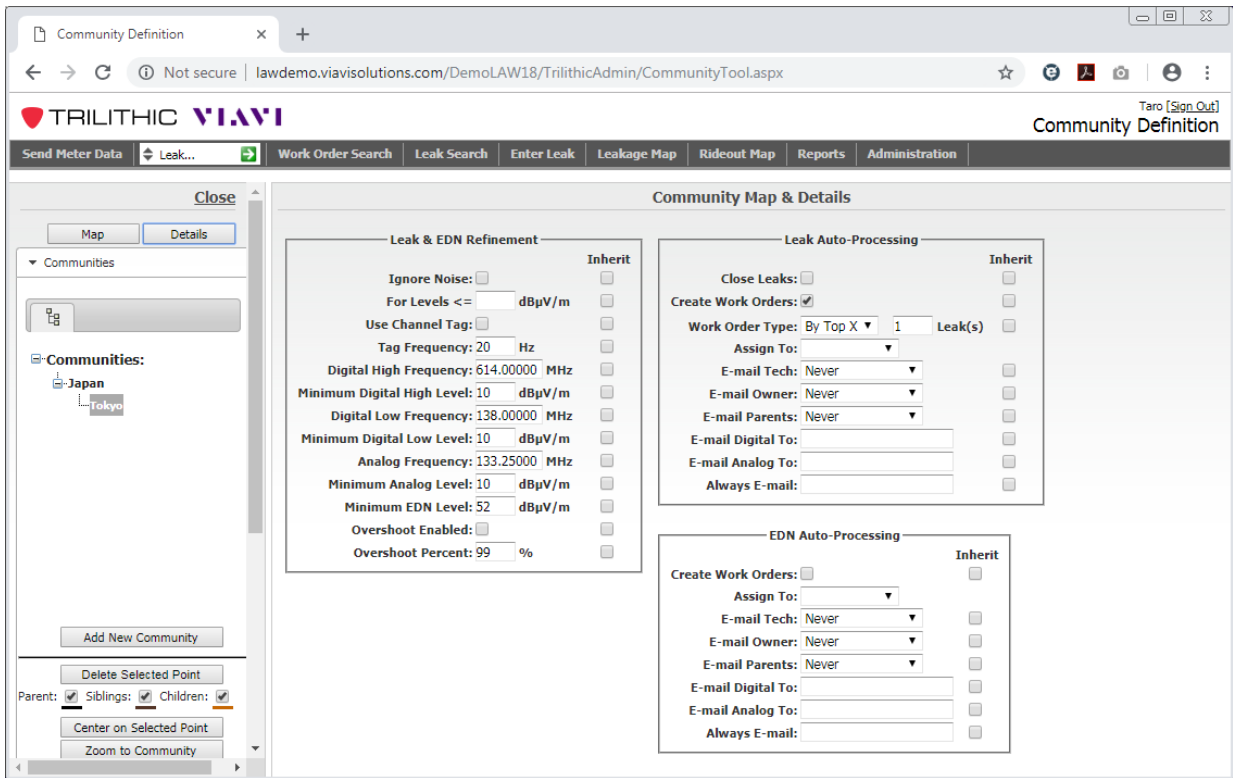 Community Definition
Not secure | lawdemo.viavisolutions.com/DemoLAW18/TrilithicAdmin/CommunityTool.aspx
TRILITHIC VIAVI
Taro [Sign Out]
Community Definition
Send Meter Data Leak... Work Order Search Leak Search Enter Leak Leakage Map Rideout Map Reports Administration
Close
Map Details
Communities
Communities:
Japan
Tokyo
Add New Community
Delete Selected Point
Parent: Siblings: Children:
Center on Selected Point
Zoom to Community
Community Map & Details
Leak & EDN Refinement
Inherit
Ignore Noise:
For Levels <= dBµV/m
Use Channel Tag:
Tag Frequency: 20 Hz
Digital High Frequency: 614.00000 MHz
Minimum Digital High Level: 10 dBµV/m
Digital Low Frequency: 138.00000 MHz
Minimum Digital Low Level: 10 dBµV/m
Analog Frequency: 133.25000 MHz
Minimum Analog Level: 10 dBµV/m
Minimum EDN Level: 52 dBµV/m
Overshoot Enabled:
Overshoot Percent: 99 %
Leak Auto-Processing
Inherit
Close Leaks:
Create Work Orders:
Work Order Type: By Top X 1 Leak(s)
Assign To:
E-mail Tech: Never
E-mail Owner: Never
E-mail Parents: Never
E-mail Digital To:
E-mail Analog To:
Always E-mail:
EDN Auto-Processing
Inherit
Create Work Orders:
Assign To:
E-mail Tech: Never
E-mail Owner: Never
E-mail Parents: Never
E-mail Digital To:
E-mail Analog To:
Always E-mail: